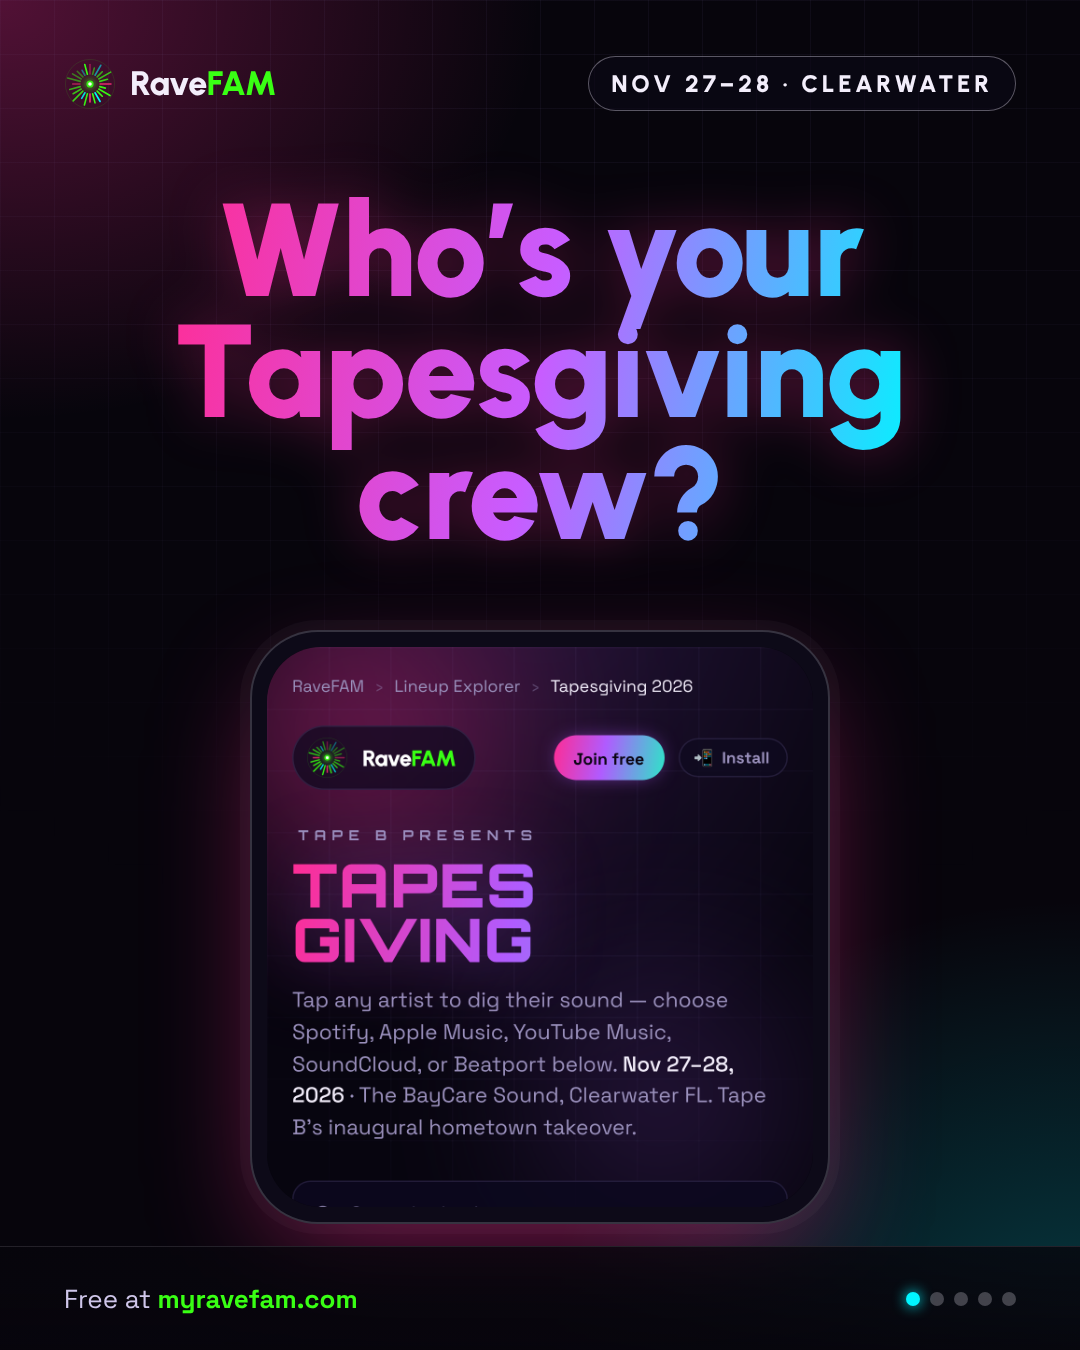 RaveFAM
NOV 27–28 · CLEARWATER
Who's your
Tapesgiving
crew?
RaveFAM > Lineup Explorer > Tapesgiving 2026
RaveFAM
Join free
Install
TAPE B PRESENTS
TAPES
GIVING
Tap any artist to dig their sound — choose
Spotify, Apple Music, YouTube Music,
SoundCloud, or Beatport below. Nov 27–28,
2026 · The BayCare Sound, Clearwater FL. Tape
B's inaugural hometown takeover.
Free at myravefam.com